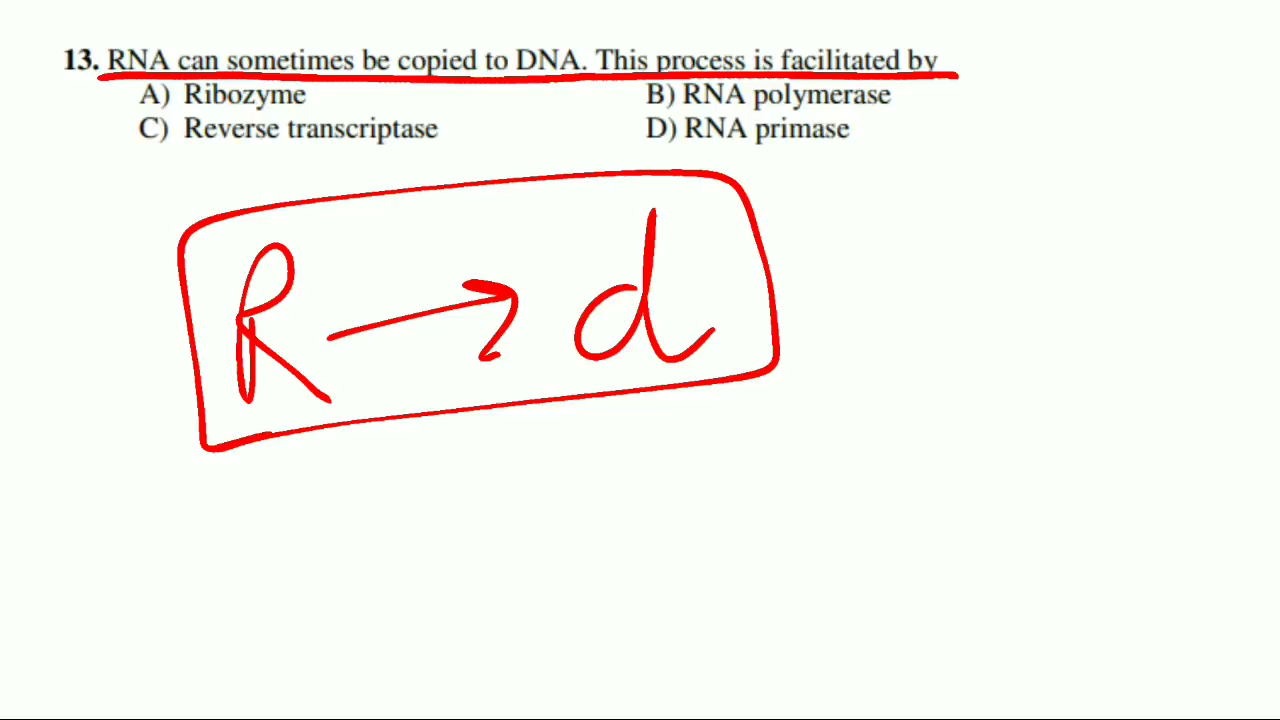 13. RNA can sometimes be copied to DNA. This process is facilitated by
A) Ribozyme B) RNA polymerase
C) Reverse transcriptase D) RNA primase
R → d